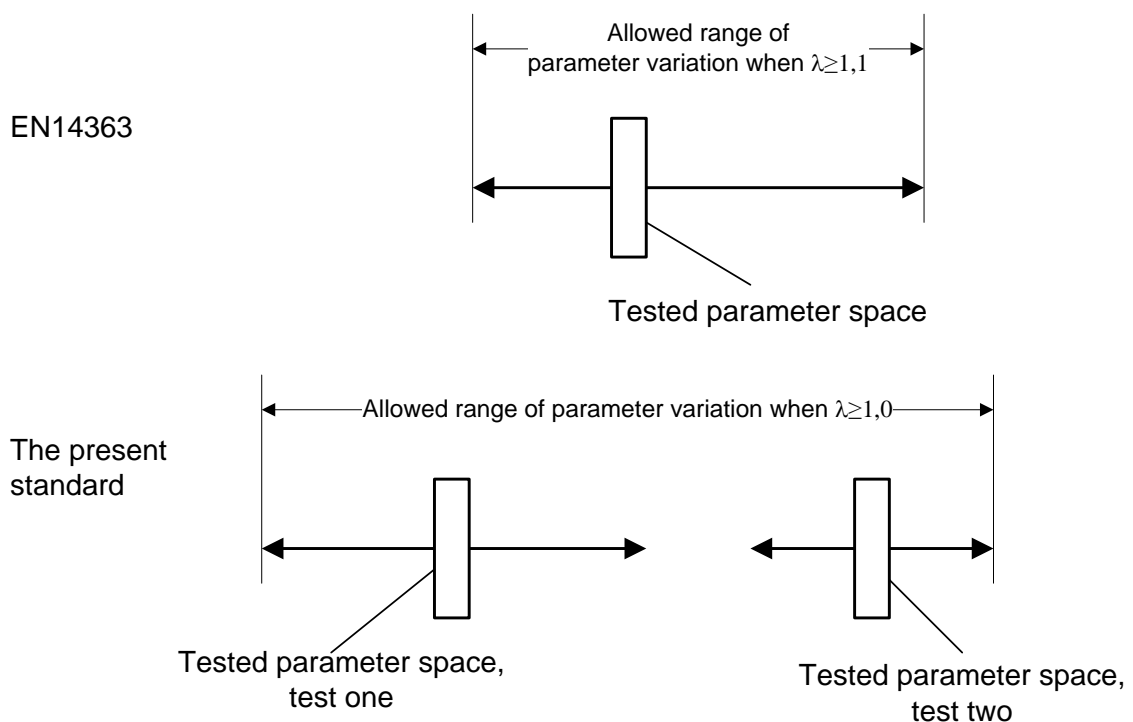 Allowed range of
parameter variation when λ≥1,1
EN14363
Tested parameter space
Allowed range of parameter variation when λ≥1,0
The present
standard
Tested parameter space,
test one
Tested parameter space,
test two